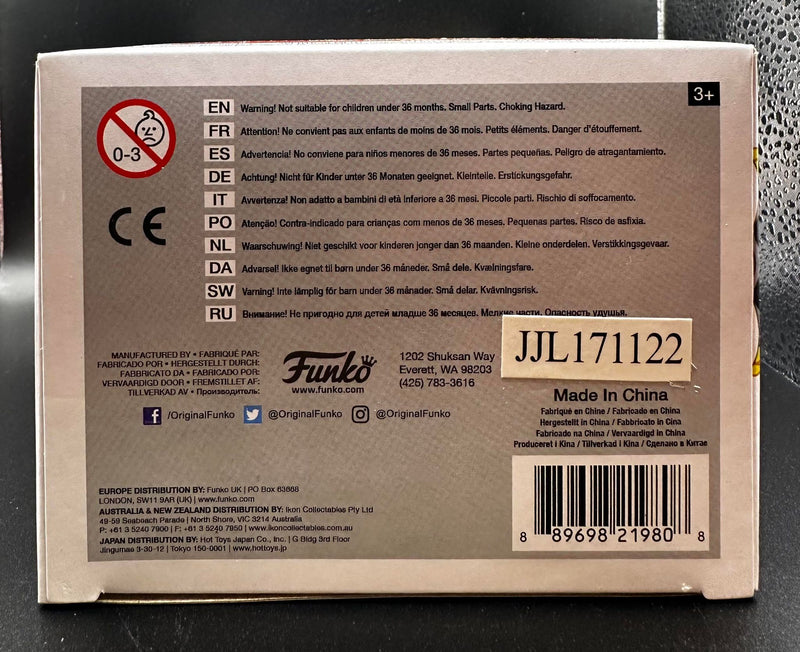 3+
0-3
EN Warning! Not suitable for children under 36 months. Small Parts. Choking Hazard.
FR Attention! Ne convient pas aux enfants de moins de 36 mois. Petits éléments. Danger d'étouffement.
ES Advertencia! No conviene para niños menores de 36 meses. Partes pequeñas. Peligro de atragantamiento.
DE Achtung! Nicht für Kinder unter 36 Monaten geeignet. Kleinteile. Erstickungsgefahr.
IT Avvertenza! Non adatto a bambini di età inferiore a 36 mesi. Piccole parti. Rischio di soffocamento.
CE
PO Atenção! Contra-indicado para crianças com menos de 36 meses. Pequenas partes. Risco de asfixia.
NL Waarschuwing! Niet geschikt voor kinderen jonger dan 36 maanden. Kleine onderdelen. Verstikkingsgevaar.
DA Advarsel! Ikke egnet til børn under 36 måneder. Små dele. Kvælningsfare.
SW Varning! Inte lämplig för barn under 36 månader. Små delar. Kvävningsrisk.
RU Внимание! Не пригодно для детей младше 36 месяцев. Мелкие части. Опасность удушья.
MANUFACTURED BY • FABRIQUÉ PAR:
FABRICADO POR • HERGESTELLT DURCH:
FABBRICATO DA • FABRICADO POR:
VERVAARDIGD DOOR • FREMSTILLET AF:
TILLVERKAD AV • Производитель:
Funko
www.funko.com
1202 Shuksan Way
Everett, WA 98203
(425) 783-3616
JJL171122
/OriginalFunko @OriginalFunko @OriginalFunko
Made In China
Fabriqué en Chine / Fabricado en China
Hergestellt in China / Fabbricato in Cina
Fabricado na China / Vervaardigd in China
Produceret i Kina / Tillverkad i Kina / Сделано в Китае
EUROPE DISTRIBUTION BY: Funko UK | PO Box 63668
LONDON, SW11 9AR (UK) | www.funko.com
AUSTRALIA & NEW ZEALAND DISTRIBUTION BY: Ikon Collectables Pty Ltd
49-59 Seabeach Parade | North Shore, VIC 3214 Australia
P: +61 3 5240 7900 | F: +61 3 5240 7950 | www.ikoncollectables.com.au
JAPAN DISTRIBUTION BY: Hot Toys Japan Co., Inc. | G Bldg 3rd Floor
Jingumae 3-30-12 | Tokyo 150-0001 | www.hottoys.jp
8 89698 21980 8